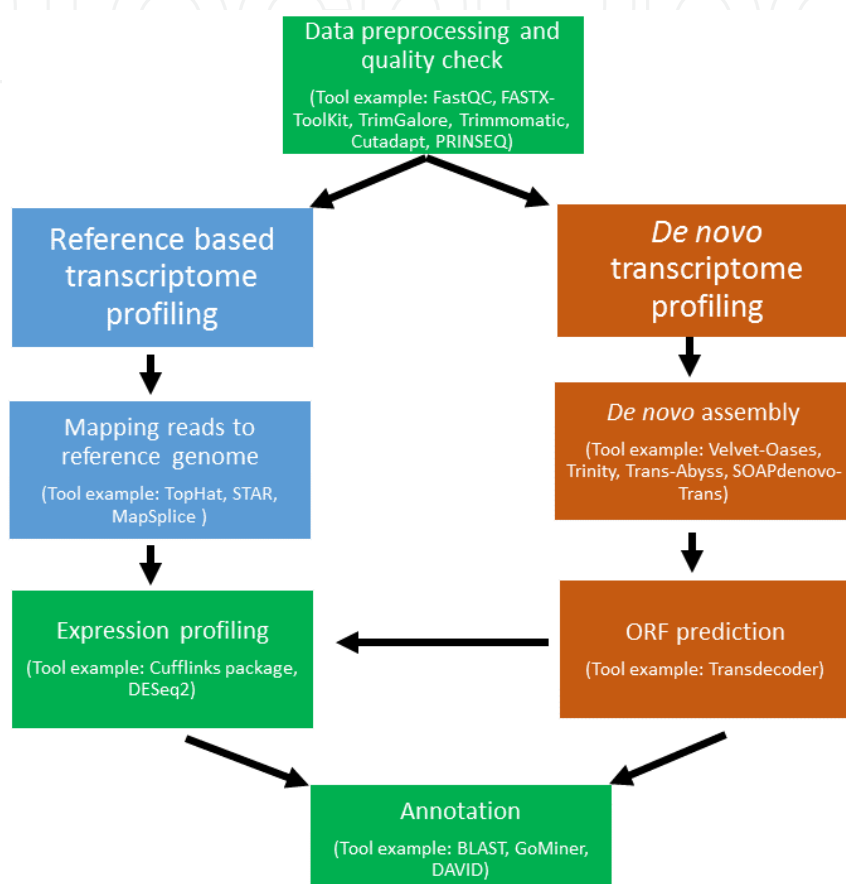 Data preprocessing and
quality check
(Tool example: FastQC, FASTX-
ToolKit, TrimGalore, Trimmomatic,
Cutadapt, PRINSEQ)
Reference based
transcriptome
profiling
De novo
transcriptome
profiling
Mapping reads to
reference genome
(Tool example: TopHat, STAR,
MapSplice )
De novo assembly
(Tool example: Velvet-Oases,
Trinity, Trans-Abyss, SOAPdenovo-
Trans)
Expression profiling
(Tool example: Cufflinks package,
DESeq2)
ORF prediction
(Tool example: Transdecoder)
Annotation
(Tool example: BLAST, GoMiner,
DAVID)